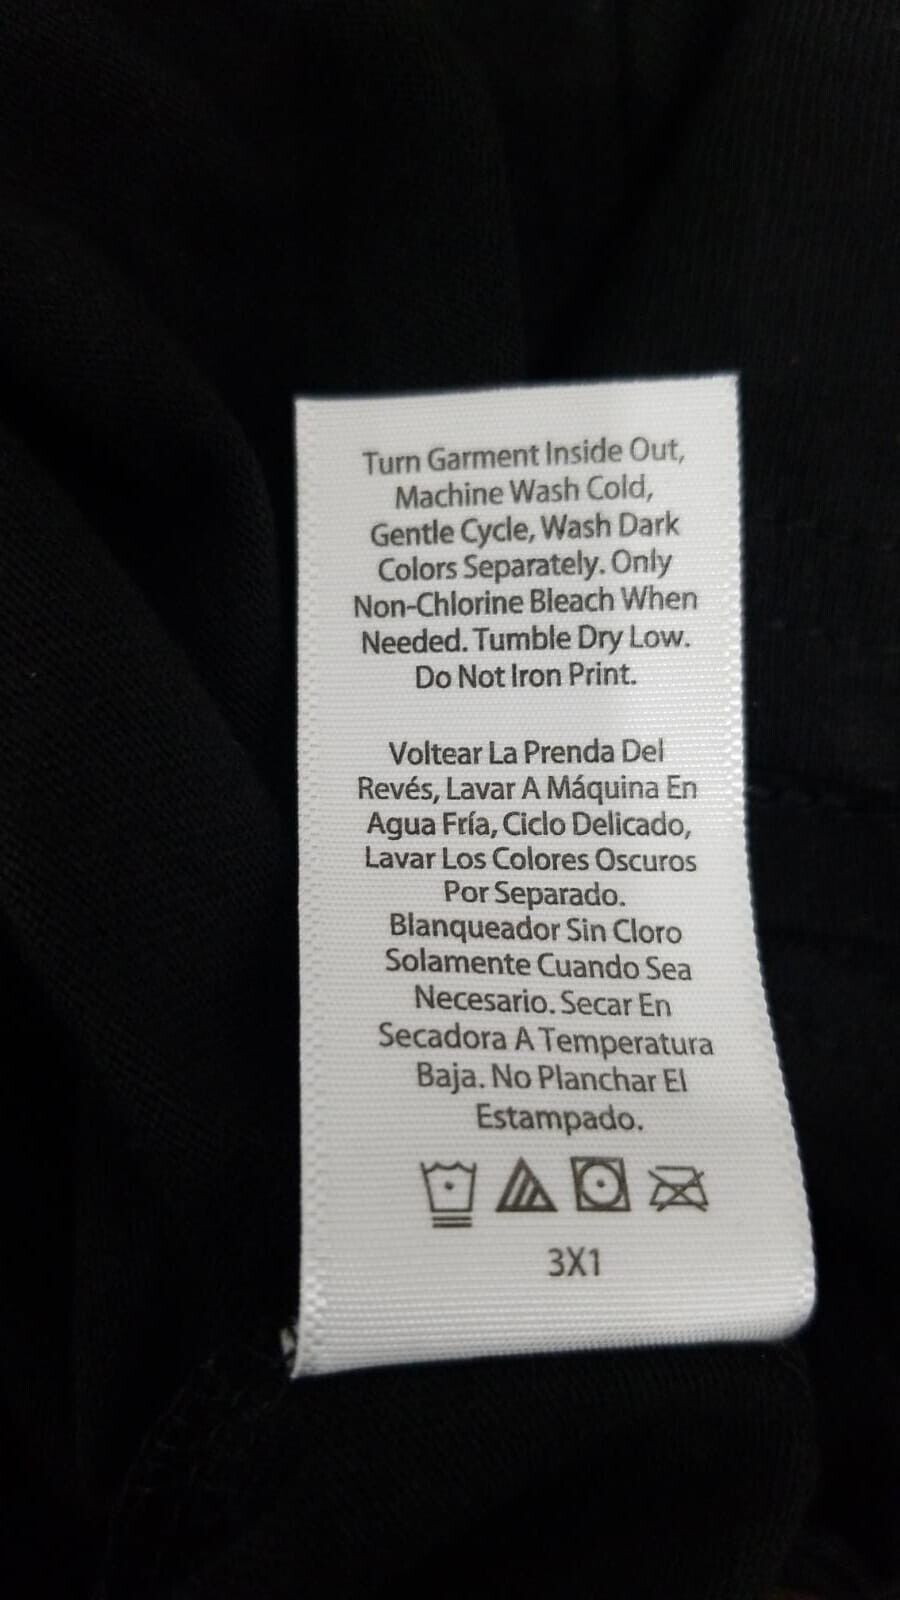 Turn Garment Inside Out,
Machine Wash Cold,
Gentle Cycle, Wash Dark
Colors Separately. Only
Non-Chlorine Bleach When
Needed. Tumble Dry Low.
Do Not Iron Print.
Voltear La Prenda Del
Revés, Lavar A Máquina En
Agua Fría, Ciclo Delicado,
Lavar Los Colores Oscuros
Por Separado.
Blanqueador Sin Cloro
Solamente Cuando Sea
Necesario. Secar En
Secadora A Temperatura
Baja. No Planchar El
Estampado.
3X1